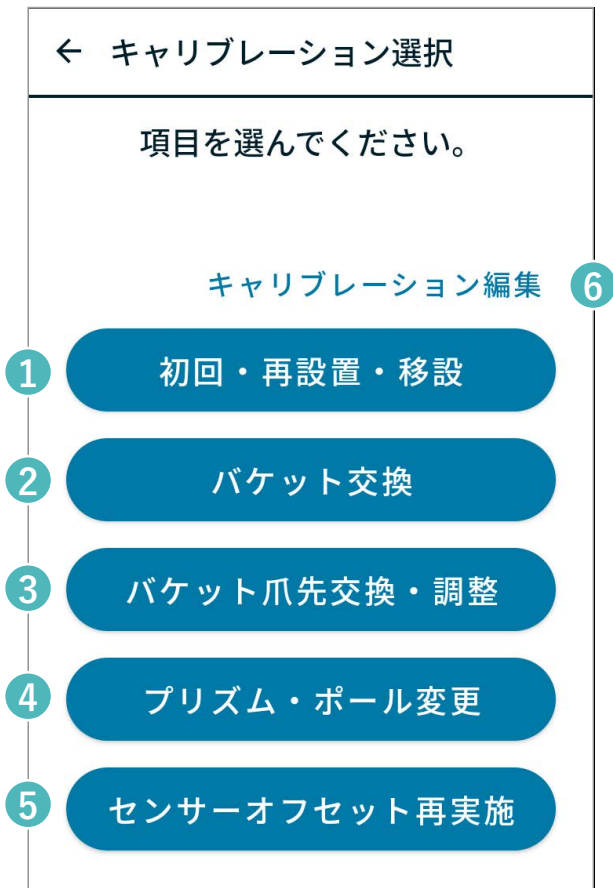 ← キャリブレーション選択
項目を選んでください。
キャリブレーション編集 6
1 初回・再設置・移設
2 バケット交換
3 バケット爪先交換・調整
4 プリズム・ポール変更
5 センサーオフセット再実施